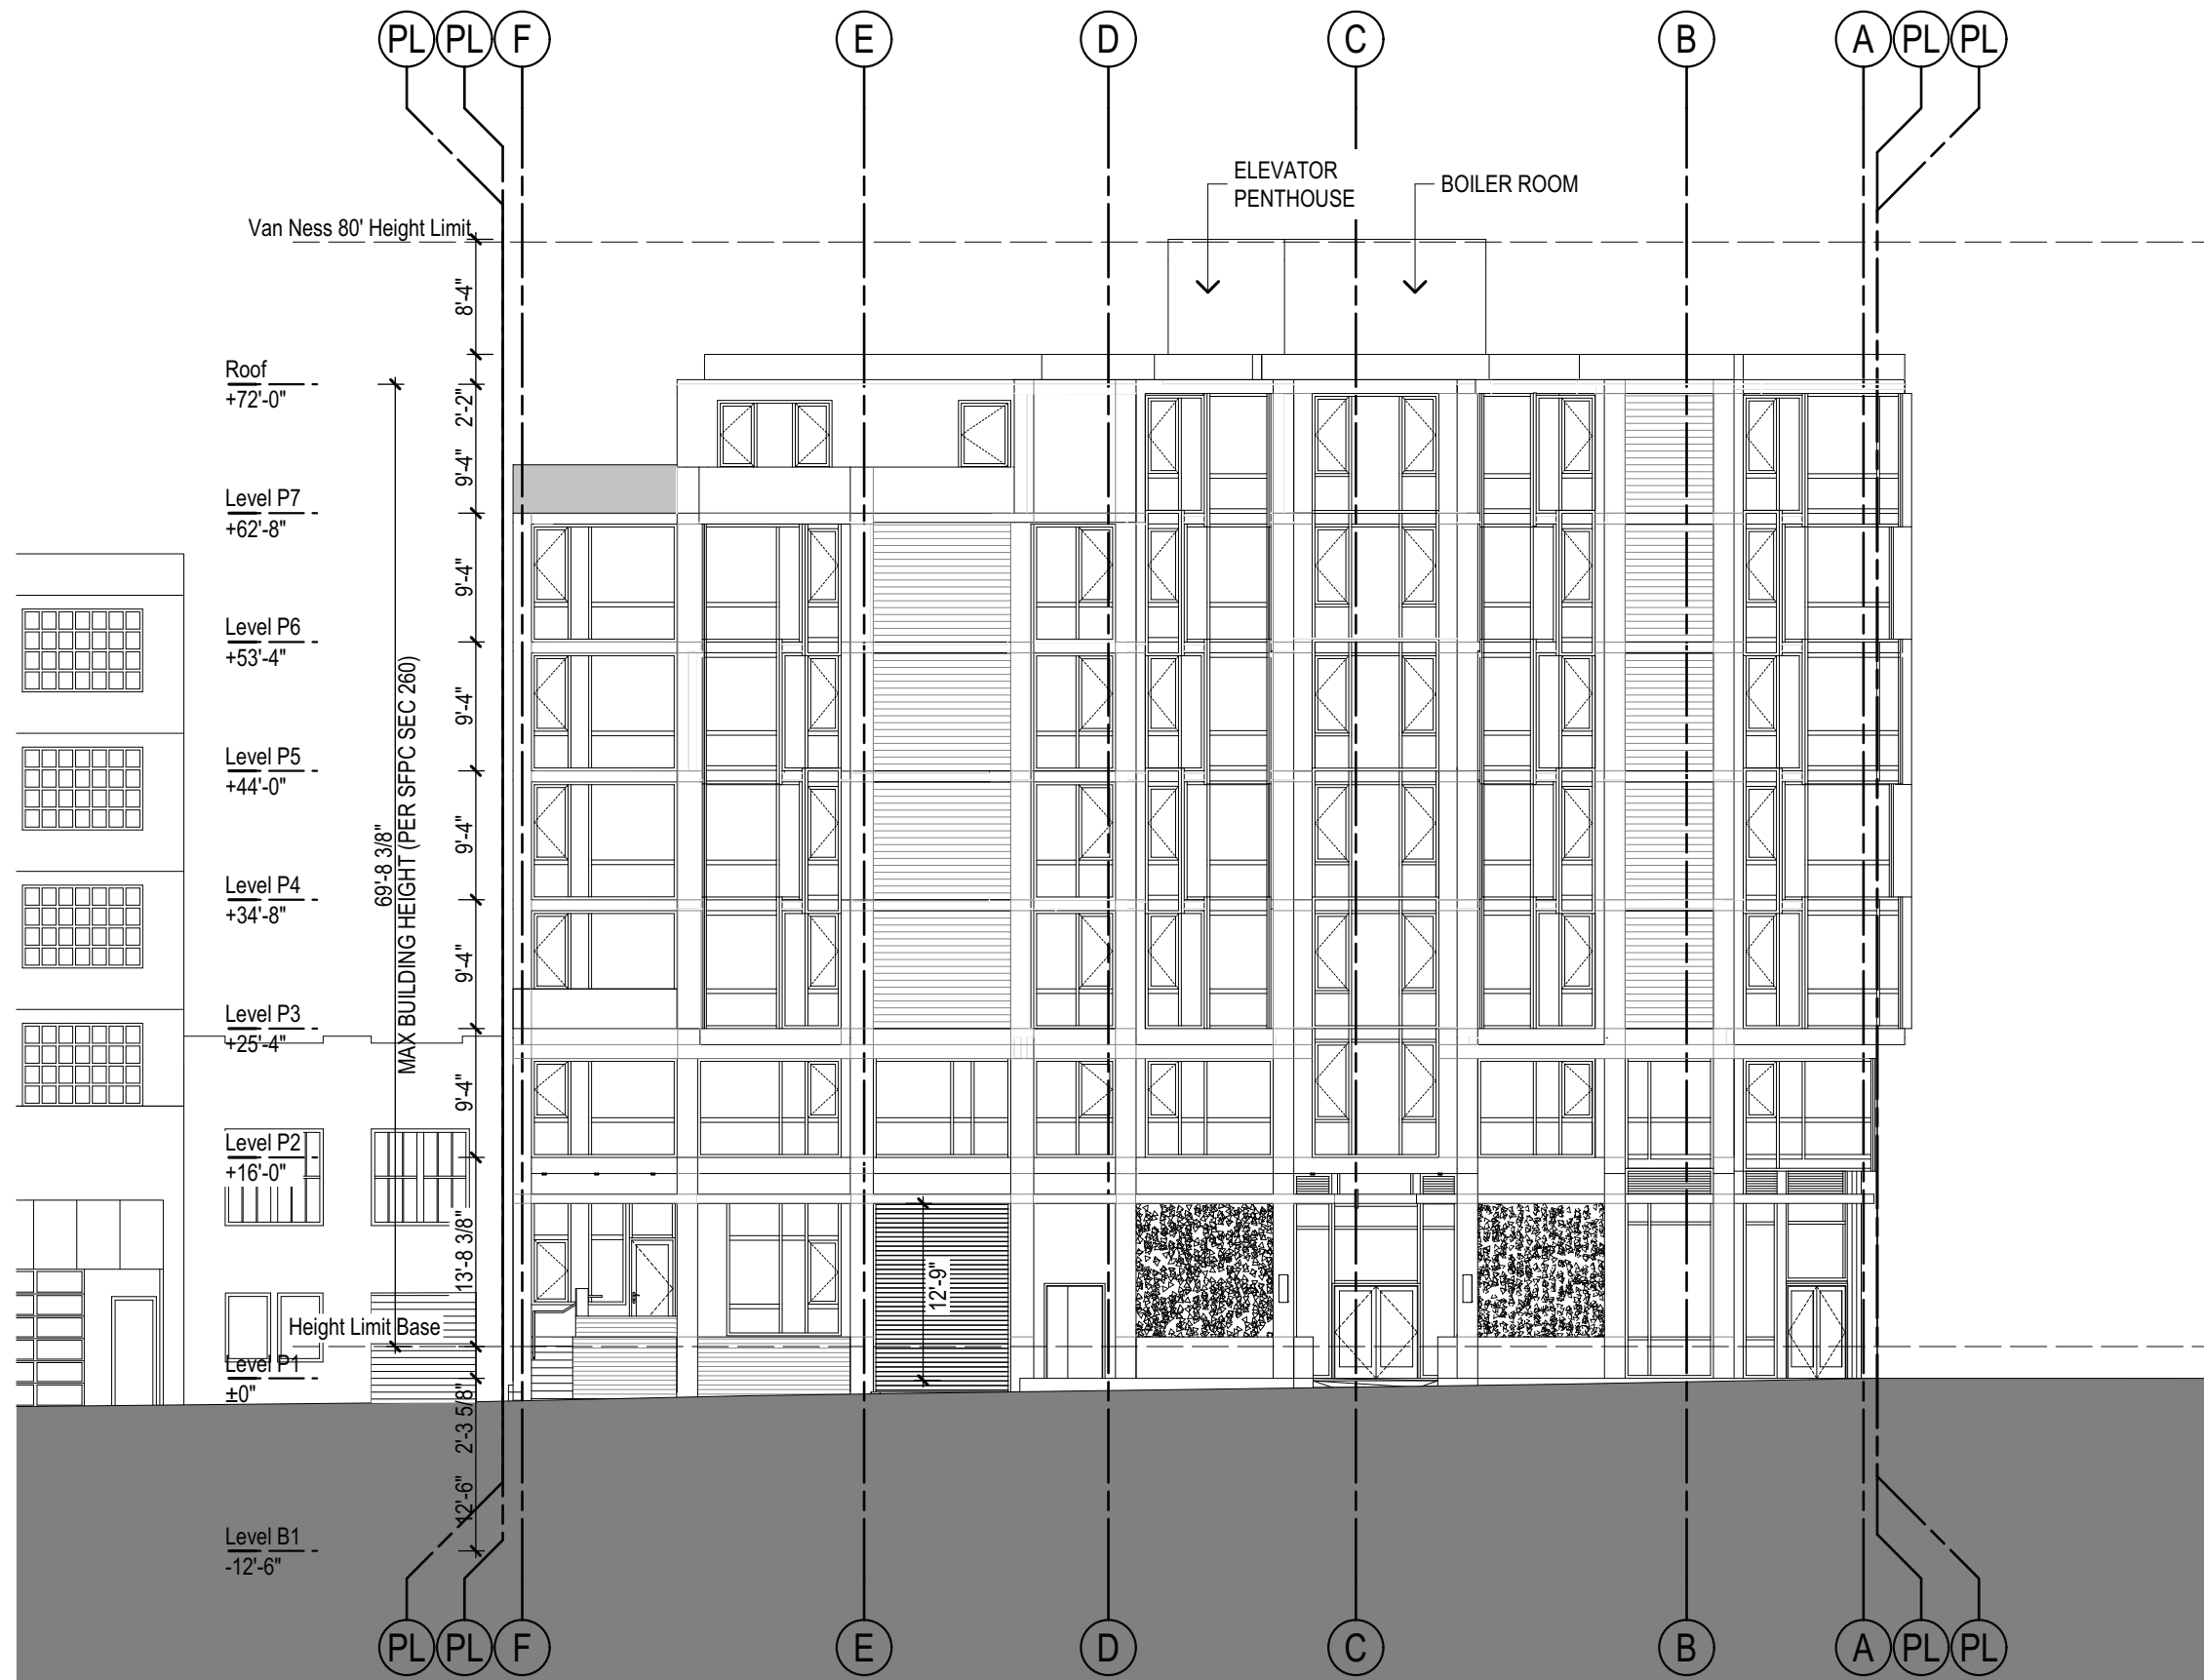 PL PL F E D C B A PL PL
ELEVATOR
PENTHOUSE
BOILER ROOM
Van Ness 80' Height Limit
8'-4"
Roof
+72'-0"
2'-2"
9'-4"
Level P7
+62'-8"
9'-4"
Level P6
+53'-4"
9'-4"
Level P5
+44'-0"
9'-4"
Level P4
+34'-8"
9'-4"
Level P3
+25'-4"
9'-4"
Level P2
+16'-0"
69'-8 3/8"
MAX BUILDING HEIGHT (PER SFPC SEC 260)
13'-8 3/8"
12'-9"
Height Limit Base
Level P1
±0"
2'-3 5/8"
12'-6"
Level B1
-12'-6"
PL PL F E D C B A PL PL